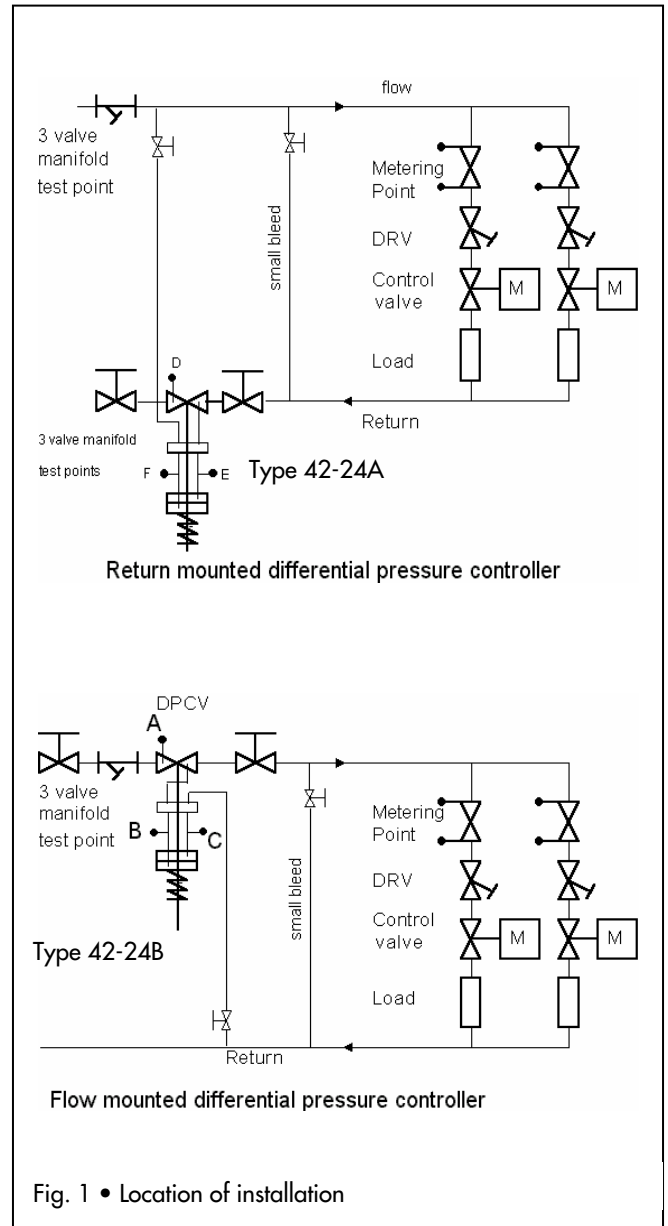 flow
3 valve
manifold
test point
small bleed
Metering
Point
DRV
Control
valve
M
M
Load
D
Return
3 valve manifold
test points
F
E
Type 42-24A
Return mounted differential pressure controller
DPCV
A
3 valve
manifold
test point
B
C
small bleed
Metering
Point
DRV
Control
valve
M
M
Load
Type 42-24B
Return
Flow mounted differential pressure controller
Fig. 1 • Location of installation